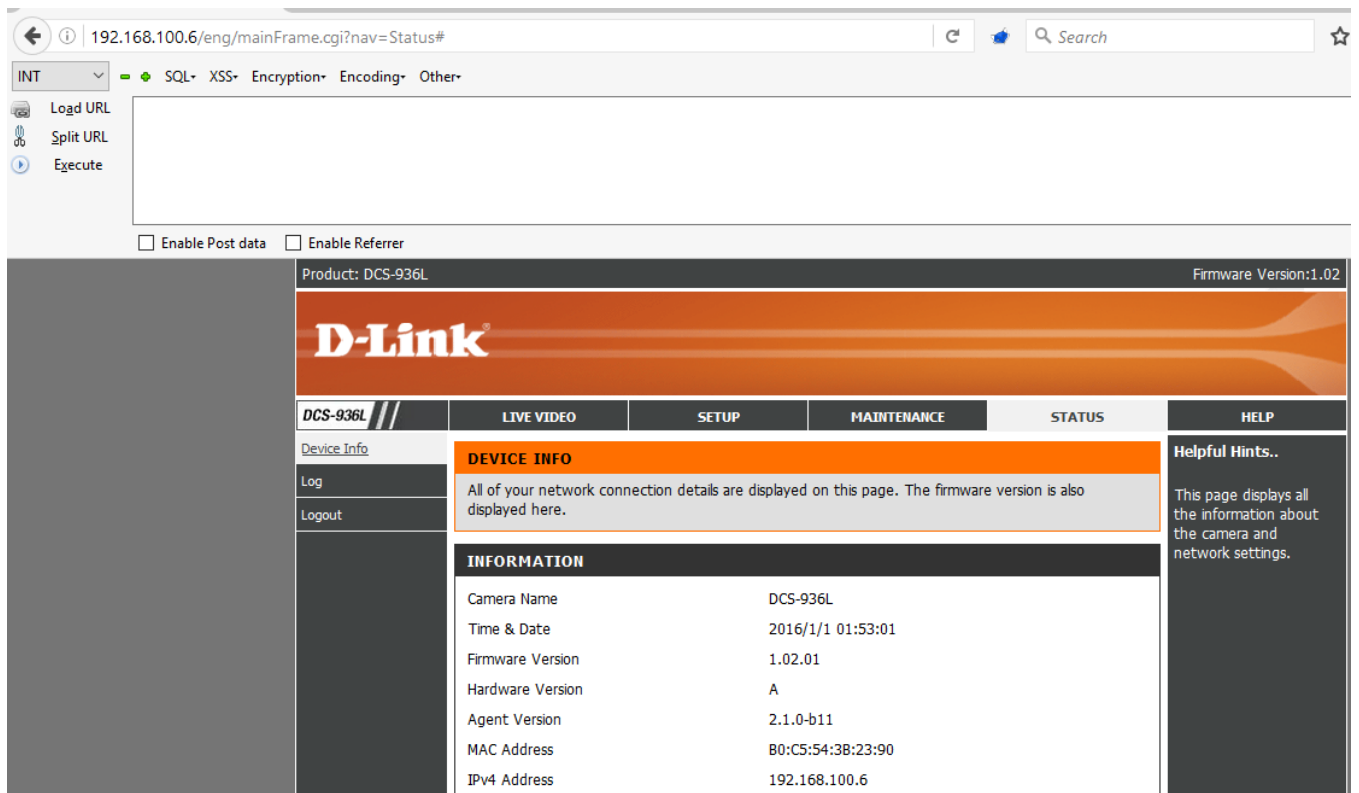 192.168.100.6/eng/mainFrame.cgi?nav=Status#
Search
INT
SQL- XSS- Encryption- Encoding- Other-
Load URL
Split URL
Execute
Enable Post data Enable Referrer
Product: DCS-936L Firmware Version:1.02
D-Link®
DCS-936L LIVE VIDEO SETUP MAINTENANCE STATUS HELP
Device Info
Log
Logout
DEVICE INFO
All of your network connection details are displayed on this page. The firmware version is also
displayed here.
INFORMATION
Camera Name DCS-936L
Time & Date 2016/1/1 01:53:01
Firmware Version 1.02.01
Hardware Version A
Agent Version 2.1.0-b11
MAC Address B0:C5:54:3B:23:90
IPv4 Address 192.168.100.6
Helpful Hints..
This page displays all
the information about
the camera and
network settings.